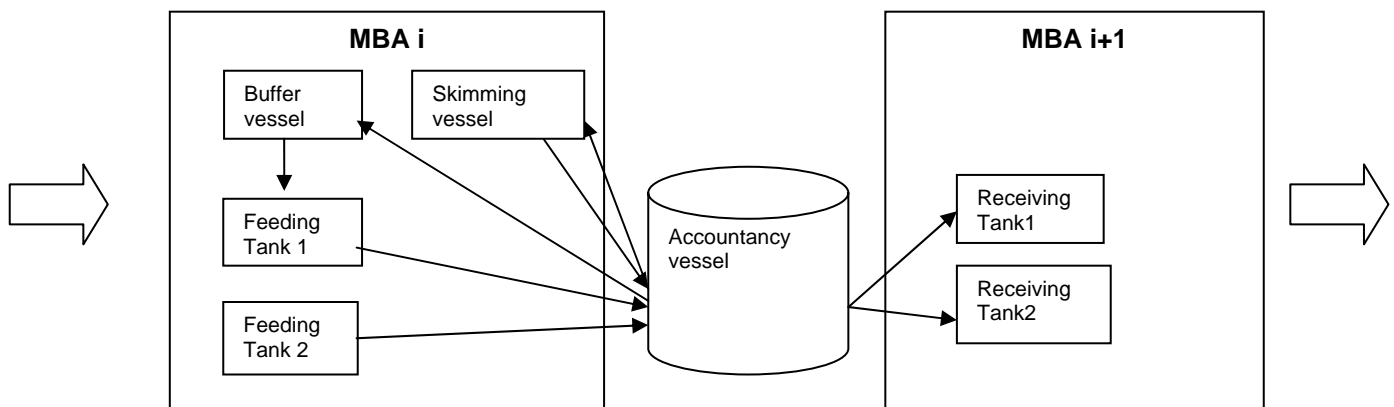 MBA i
Buffer
vessel
Skimming
vessel
Feeding
Tank 1
Feeding
Tank 2
Accountancy
vessel
MBA i+1
Receiving
Tank1
Receiving
Tank2